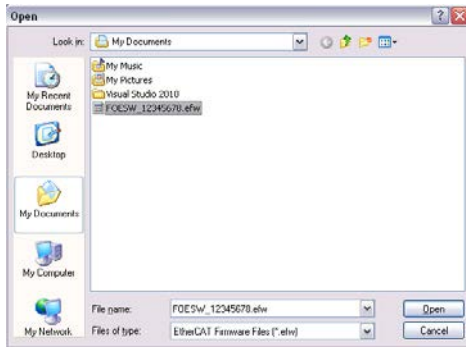 Open
Look in: My Documents
My Recent Documents
Desktop
My Documents
My Computer
My Network
My Music
My Pictures
Visual Studio 2010
FOESW_12345678.efw
File name: FOESW_12345678.efw Open
Files of type: EtherCAT Firmware Files (*.efw) Cancel